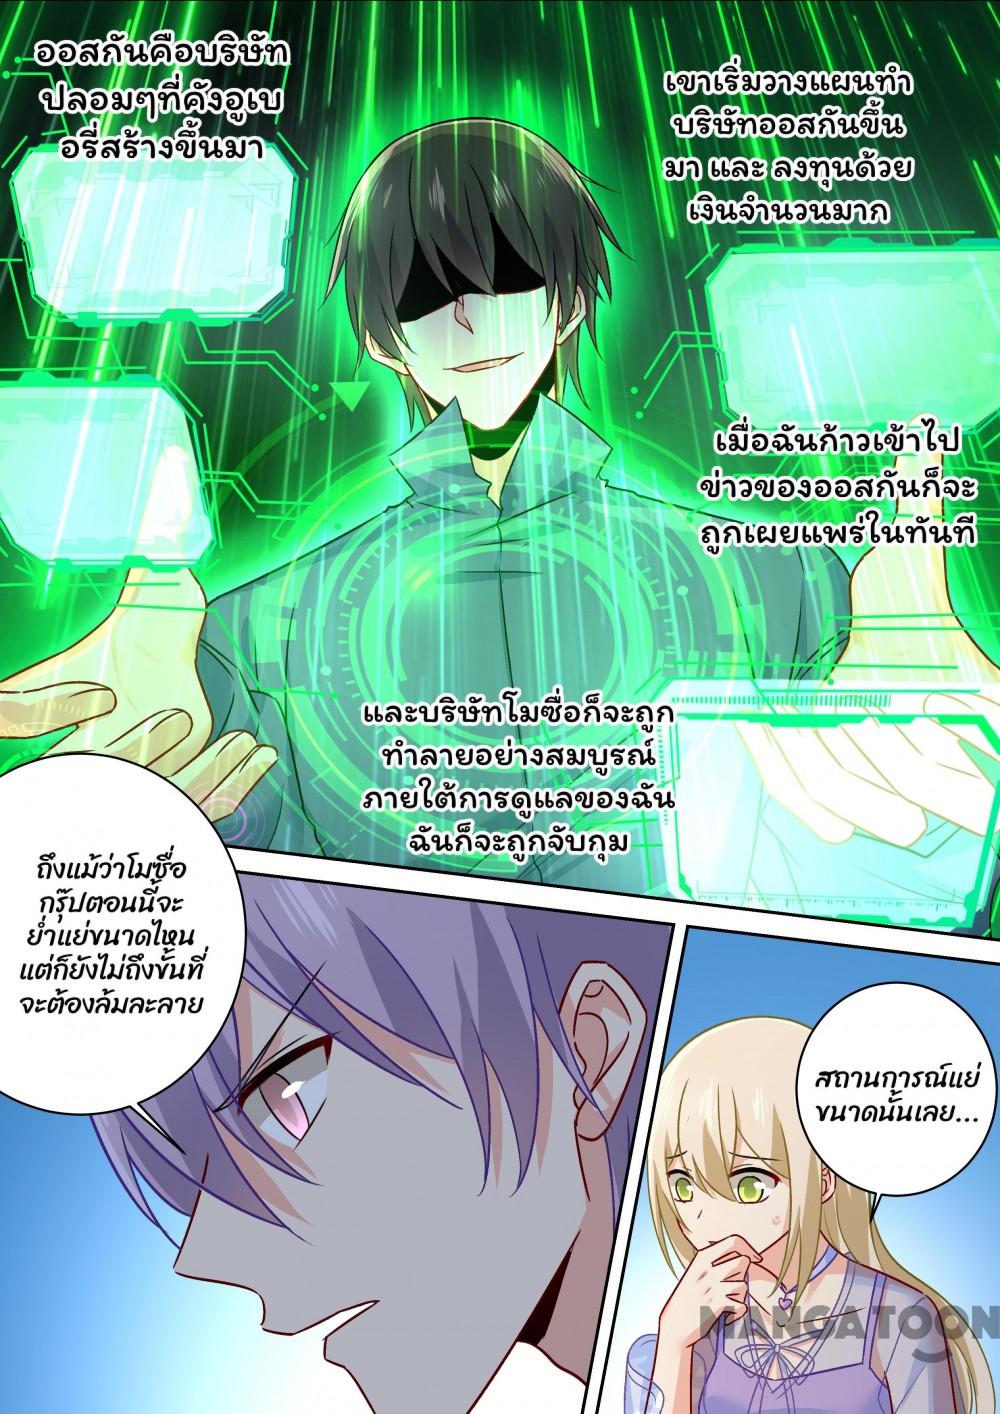 ออสกันคือบริษัท
ปลอมๆที่คังอูเบ
อรี่สร้างขึ้นมา
เขาเริ่มวางแผนทำ
บริษัทออสกันขึ้น
มา และ ลงทุนด้วย
เงินจำนวนมาก
เมื่อฉันก้าวเข้าไป
ข่าวของออสกันก็จะ
ถูกเผยแพร่ในทันที
และบริษัทโมซื่อก็จะถูก
ทำลายอย่างสมบูรณ์
ภายใต้การดูแลของฉัน
ฉันก็จะถูกจับกุม
ถึงแม้ว่าโมซื่อ
กรุ๊ปตอนนี้จะ
ย่ำแย่ขนาดไหน
แต่ก็ยังไม่ถึงขั้นที่
จะต้องล้มละลาย
สถานการณ์แย่
ขนาดนั้นเลย...
MANGATOON